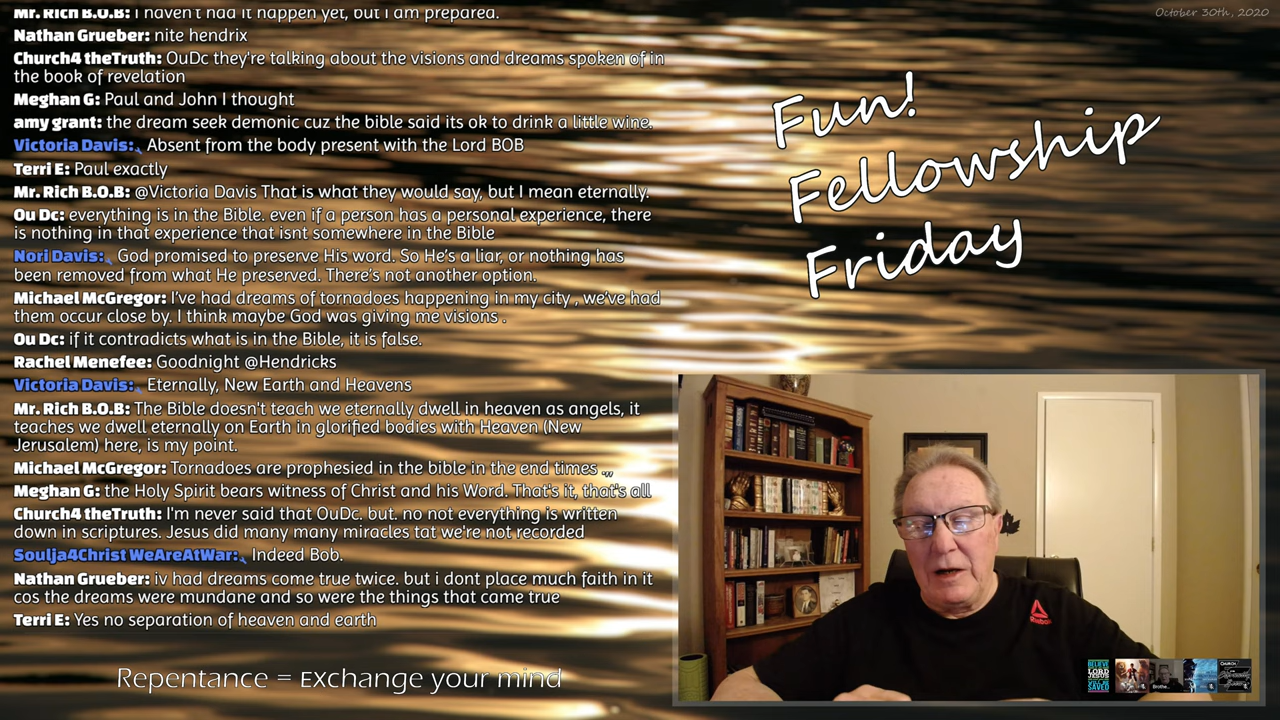 Mr. Rich B.O.B: I haven't had it happen yet, but I am prepared.
Nathan Grueber: nite hendrix
Church4 theTruth: OuDc they're talking about the visions and dreams spoken of in
the book of revelation
Meghan G: Paul and John I thought
amy grant: the dream seek demonic cuz the bible said its ok to drink a little wine.
Victoria Davis: Absent from the body present with the Lord BOB
Terri E: Paul exactly
Mr. Rich B.O.B: @Victoria Davis That is what they would say, but I mean eternally.
Ou Dc: everything is in the Bible. even if a person has a personal experience, there
is nothing in that experience that isnt somewhere in the Bible
Nori Davis: God promised to preserve His word. So He's a liar, or nothing has
been removed from what He preserved. There's not another option.
Michael McGregor: I've had dreams of tornadoes happening in my city , we've had
them occur close by. I think maybe God was giving me visions .
Ou Dc: if it contradicts what is in the Bible, it is false.
Rachel Menefee: Goodnight @Hendricks
Victoria Davis: Eternally, New Earth and Heavens
Mr. Rich B.O.B: The Bible doesn't teach we eternally dwell in heaven as angels, it
teaches we dwell eternally on Earth in glorified bodies with Heaven (New
Jerusalem) here, is my point.
Michael McGregor: Tornadoes are prophesied in the bible in the end times .,,
Meghan G: the Holy Spirit bears witness of Christ and his Word. That's it, that's all
Church4 theTruth: I'm never said that OuDc. but. no not everything is written
down in scriptures. Jesus did many many miracles tat we're not recorded
Soulja4Christ WeAreAtWar: Indeed Bob.
Nathan Grueber: iv had dreams come true twice. but i dont place much faith in it
cos the dreams were mundane and so were the things that came true
Terri E: Yes no separation of heaven and earth
Repentance = Exchange your mind
October 30th, 2020
Fun!
Fellowship
Friday
Reebok
BELIEVE
LORD
JESUS
SAVED
Brothe...
CHURCH